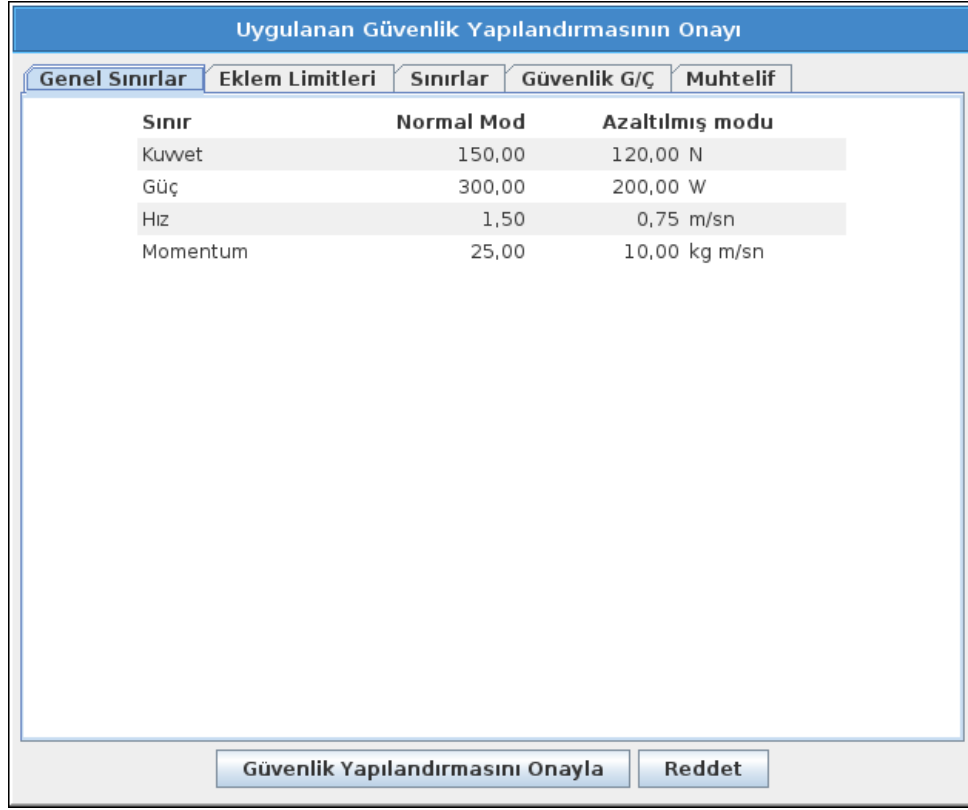 Uygulanan Güvenlik Yapılandırmasının Onayı
Genel Sınırlar Eklem Limitleri Sınırlar Güvenlik G/Ç Muhtelif
Sınır Normal Mod Azaltılmış modu
Kuvvet 150,00 120,00 N
Güç 300,00 200,00 W
Hız 1,50 0,75 m/sn
Momentum 25,00 10,00 kg m/sn
Güvenlik Yapılandırmasını Onayla Reddet